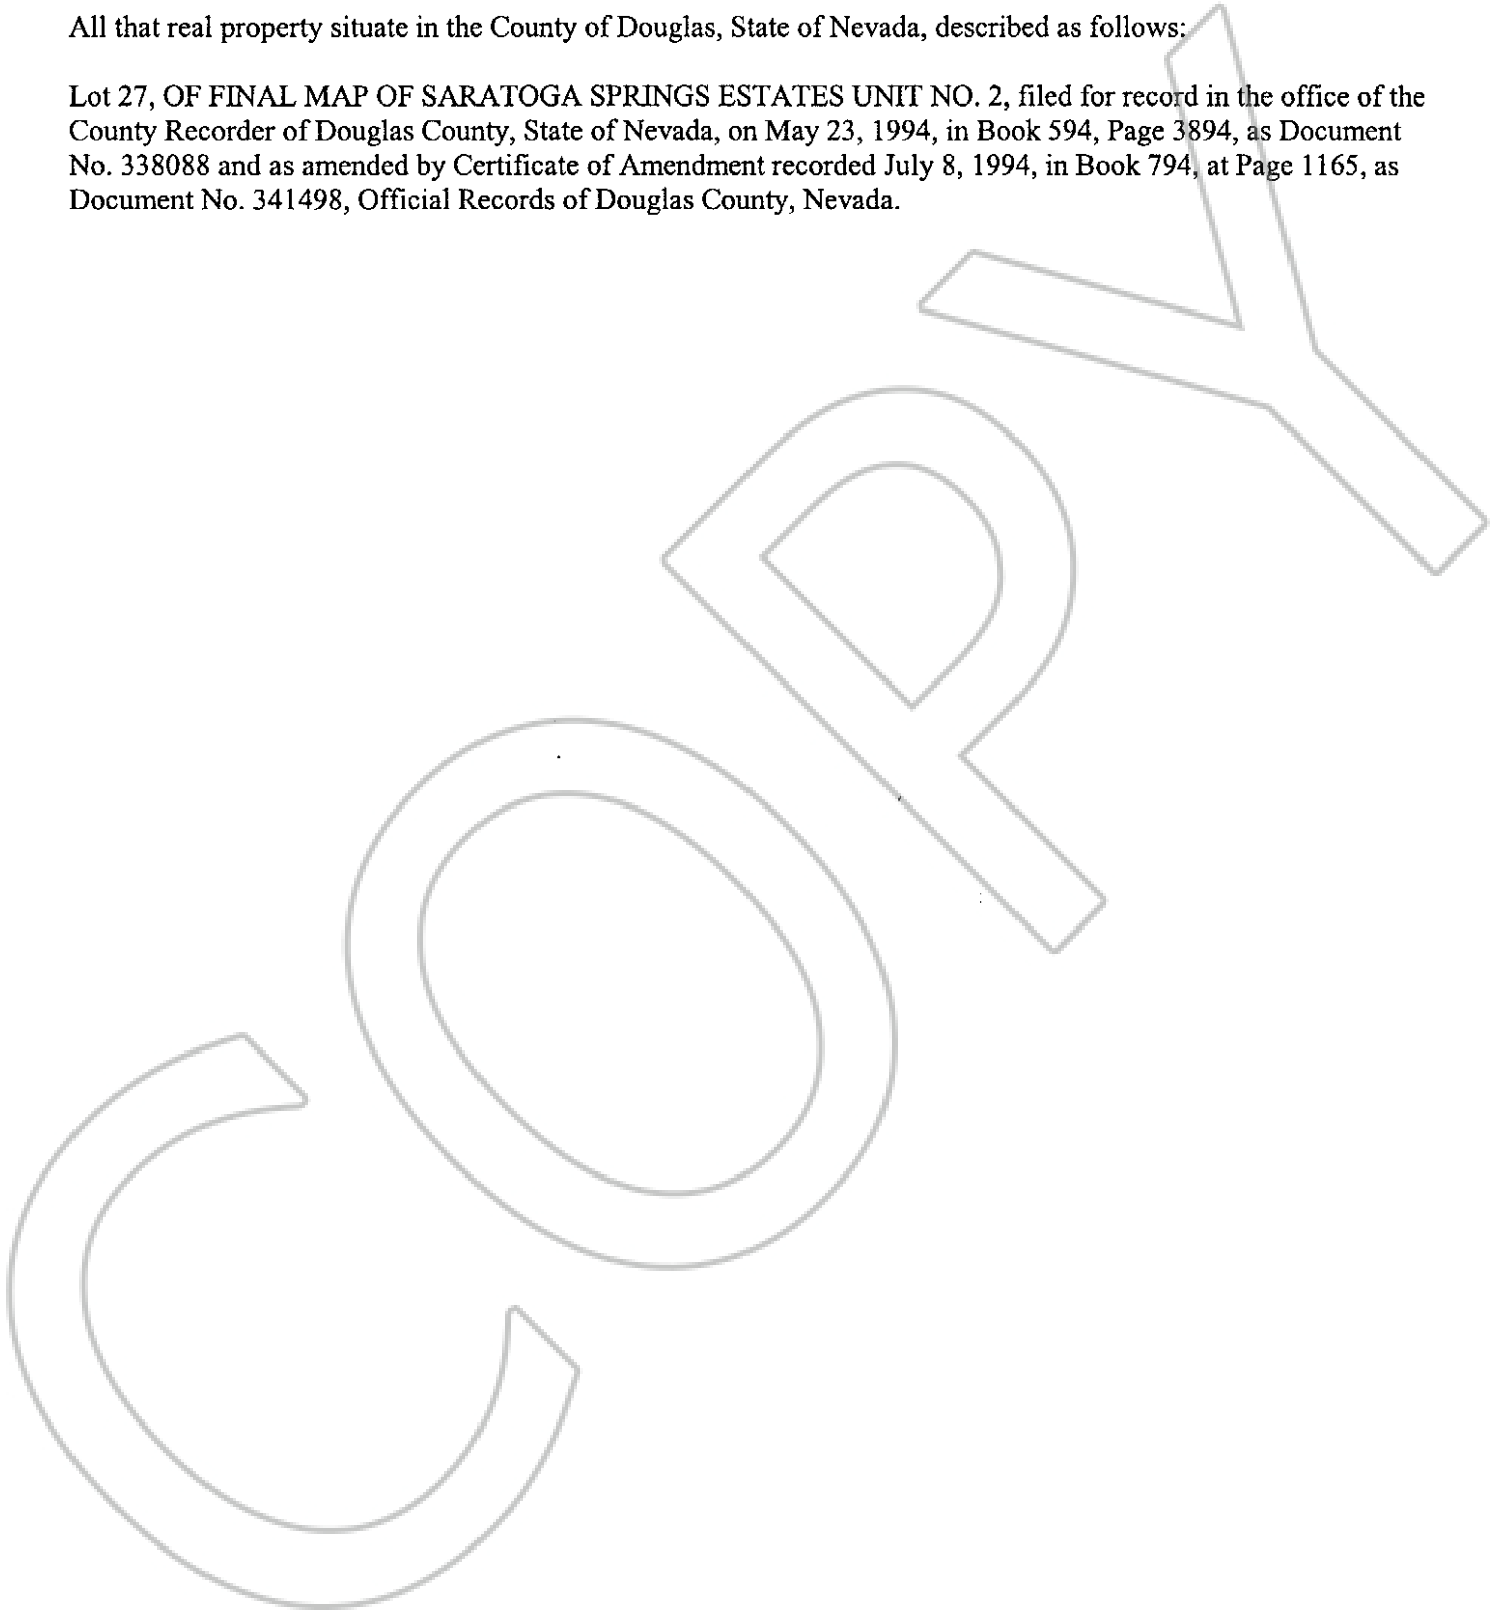 All that real property situate in the County of Douglas, State of Nevada, described as follows:
Lot 27, OF FINAL MAP OF SARATOGA SPRINGS ESTATES UNIT NO. 2, filed for record in the office of the
County Recorder of Douglas County, State of Nevada, on May 23, 1994, in Book 594, Page 3894, as Document
No. 338088 and as amended by Certificate of Amendment recorded July 8, 1994, in Book 794, at Page 1165, as
Document No. 341498, Official Records of Douglas County, Nevada.
COPY